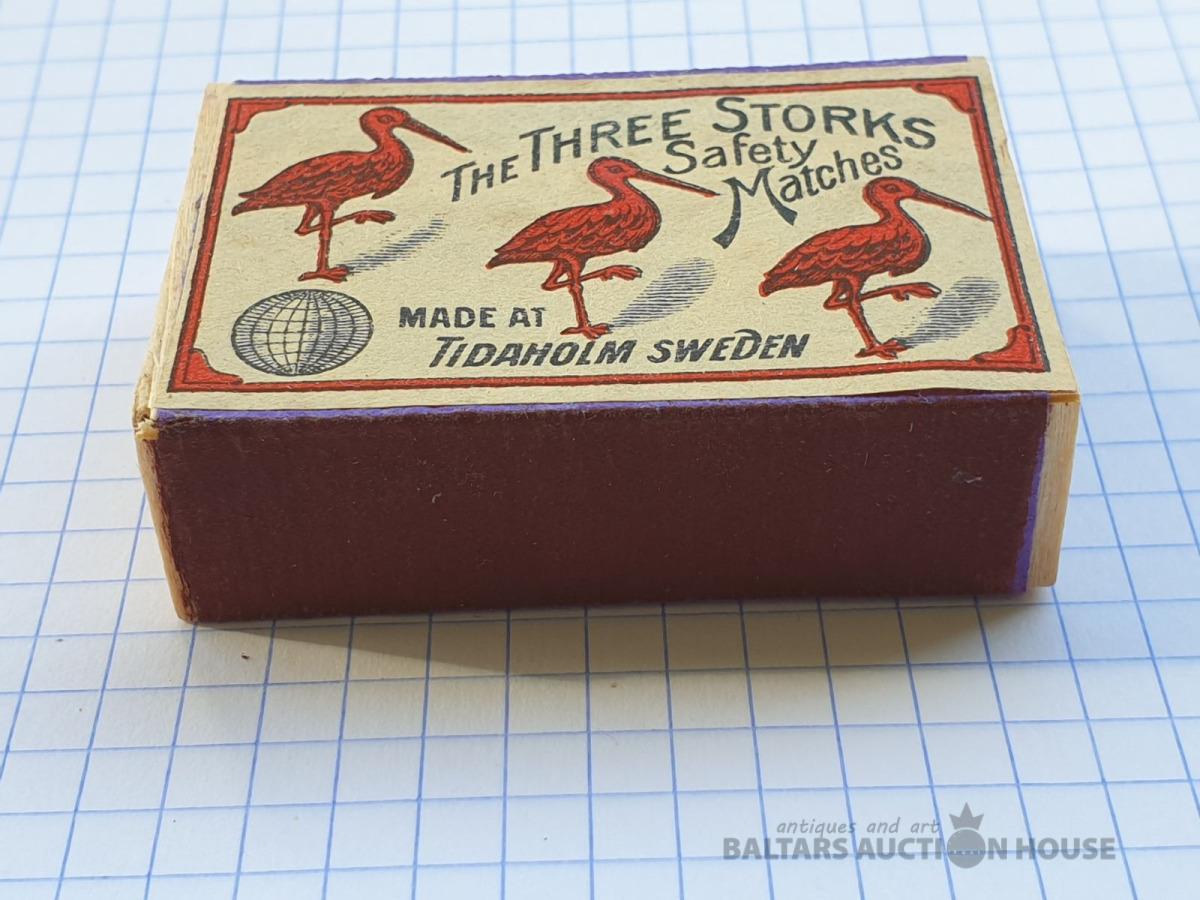 THE THREE STORKS
Safety
Matches
MADE AT
TIDAHOLM SWEDEN
antiques and art
BALTARS AUCTION HOUSE